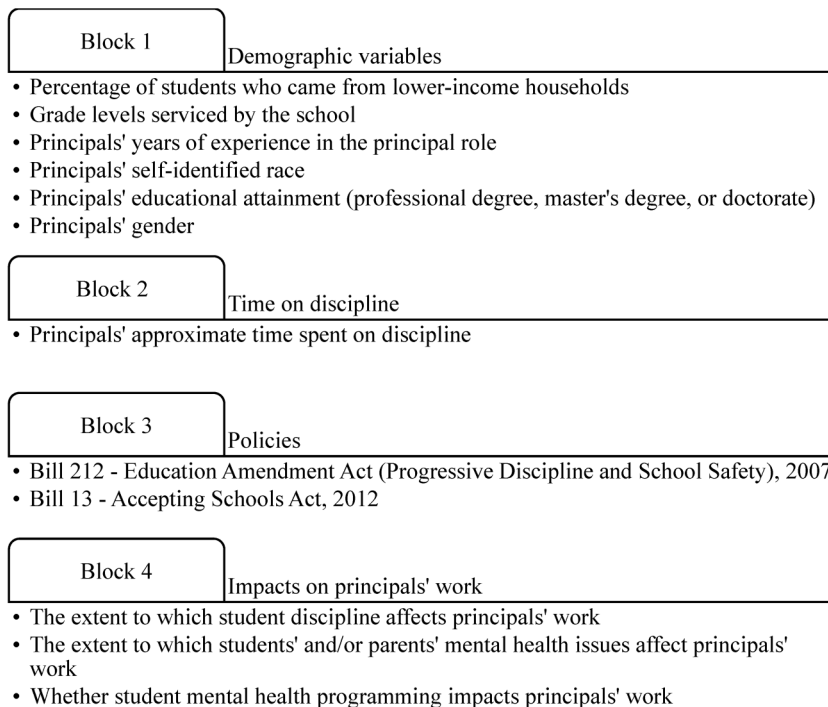 Block 1
Demographic variables
• Percentage of students who came from lower-income households
• Grade levels serviced by the school
• Principals' years of experience in the principal role
• Principals' self-identified race
• Principals' educational attainment (professional degree, master's degree, or doctorate)
• Principals' gender
Block 2
Time on discipline
• Principals' approximate time spent on discipline
Block 3
Policies
• Bill 212 - Education Amendment Act (Progressive Discipline and School Safety), 2007
• Bill 13 - Accepting Schools Act, 2012
Block 4
Impacts on principals' work
• The extent to which student discipline affects principals' work
• The extent to which students' and/or parents' mental health issues affect principals'
work
• Whether student mental health programming impacts principals' work